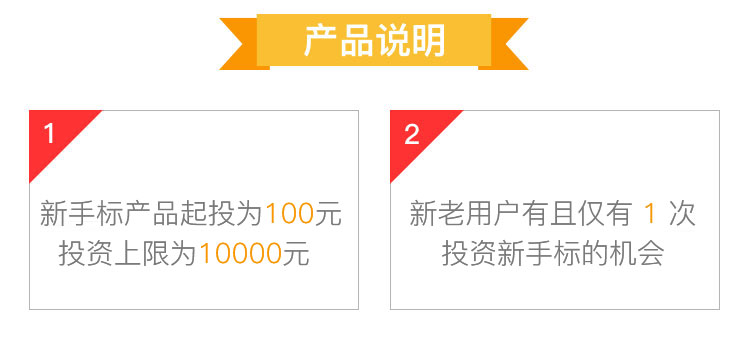 产品说明
1
新手标产品起投为100元
投资上限为10000元
2
新老用户有且仅有 1 次
投资新手标的机会